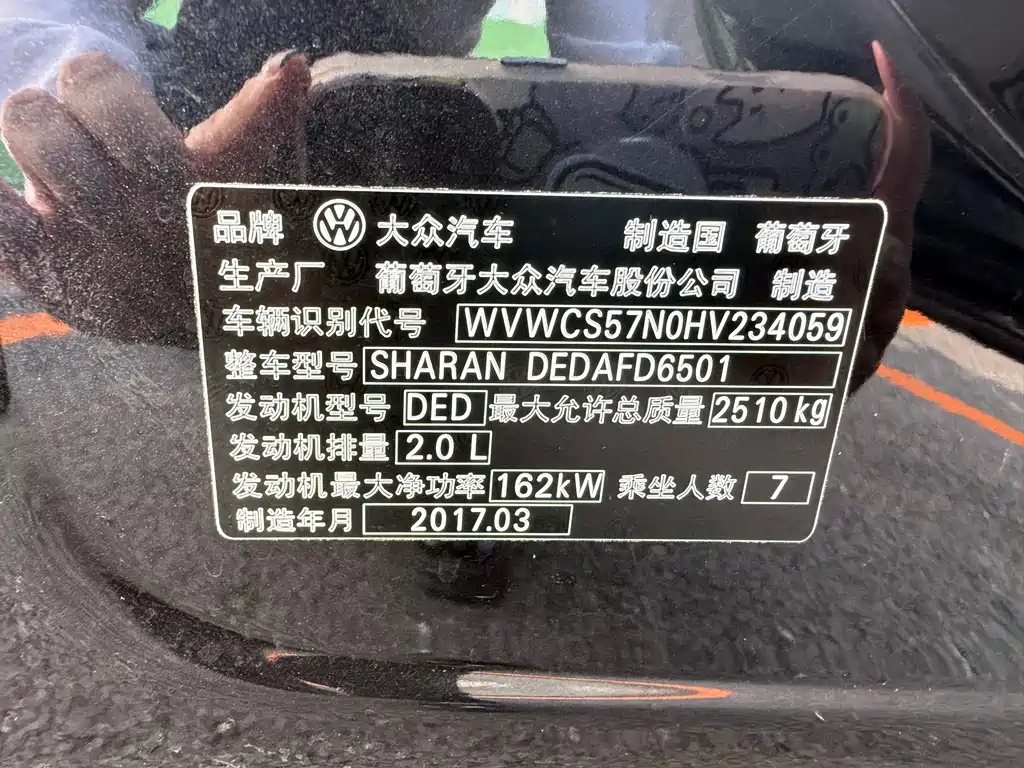 品牌 大众汽车 制造国 葡萄牙
生产厂 葡萄牙大众汽车股份公司 制造
车辆识别代号 WVWCS57N0HV234059
整车型号 SHARAN DEDAFD6501
发动机型号 DED 最大允许总质量 2510 kg
发动机排量 2.0 L
发动机最大净功率 162kW 乘坐人数 7
制造年月 2017.03